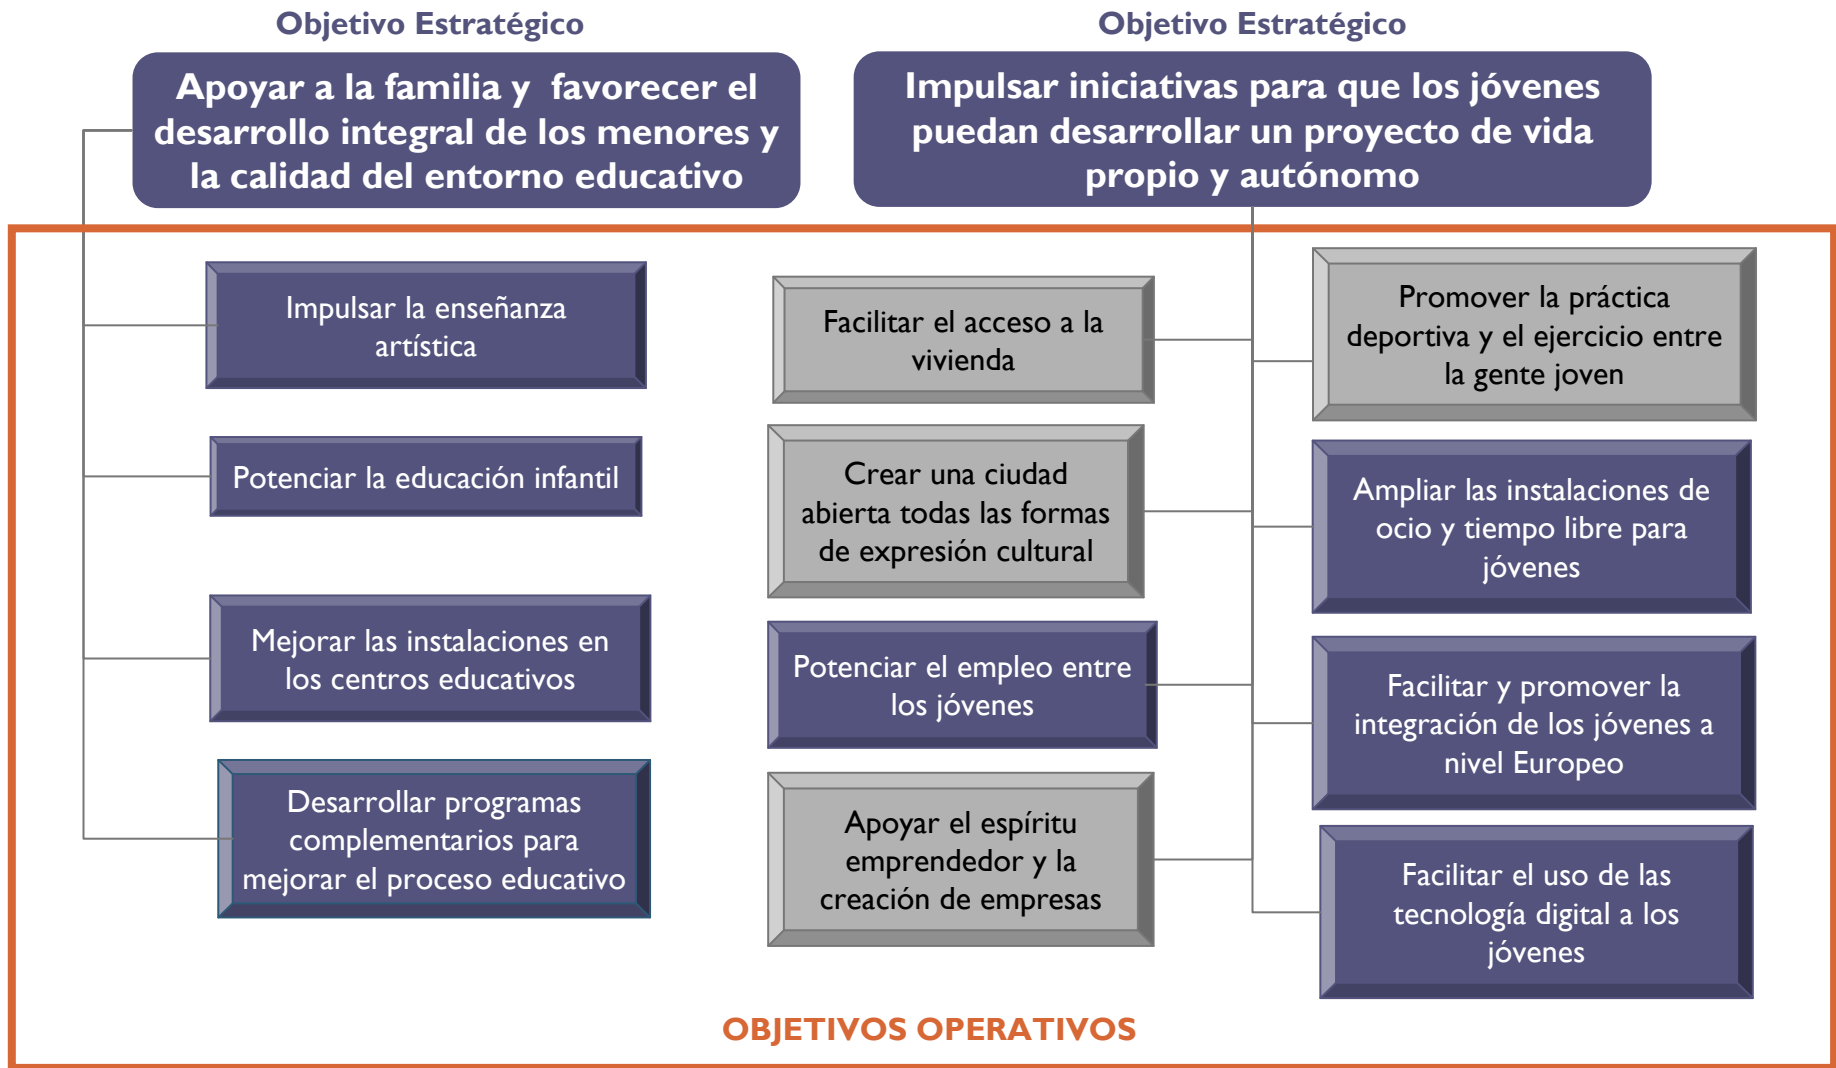 Objetivo Estratégico
Apoyar a la familia y favorecer el
desarrollo integral de los menores y
la calidad del entorno educativo
Objetivo Estratégico
Impulsar iniciativas para que los jóvenes
puedan desarrollar un proyecto de vida
propio y autónomo
Impulsar la enseñanza
artística
Potenciar la educación infantil
Mejorar las instalaciones en
los centros educativos
Desarrollar programas
complementarios para
mejorar el proceso educativo
Facilitar el acceso a la
vivienda
Crear una ciudad
abierta todas las formas
de expresión cultural
Potenciar el empleo entre
los jóvenes
Apoyar el espíritu
emprendedor y la
creación de empresas
Promover la práctica
deportiva y el ejercicio entre
la gente joven
Ampliar las instalaciones de
ocio y tiempo libre para
jóvenes
Facilitar y promover la
integración de los jóvenes a
nivel Europeo
Facilitar el uso de las
tecnología digital a los
jóvenes
OBJETIVOS OPERATIVOS